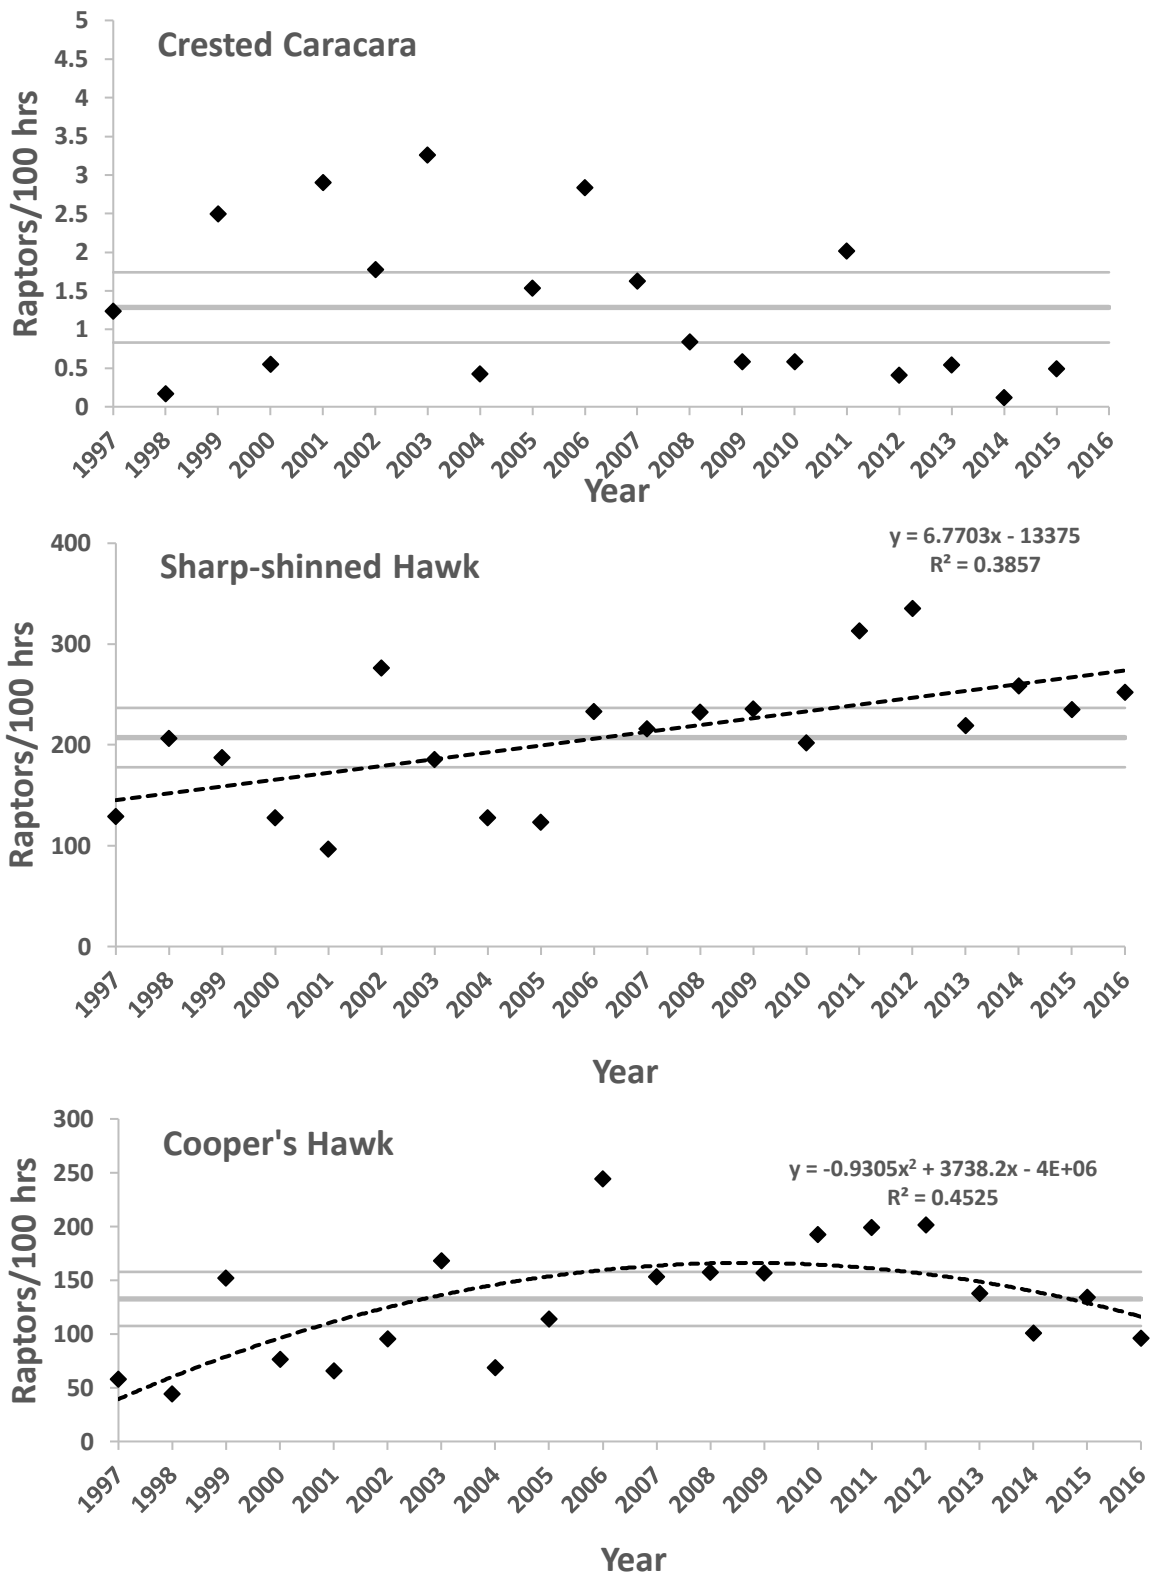 Crested Caracara
Raptors/100 hrs
5
4.5
4
3.5
3
2.5
2
1.5
1
0.5
0
1997 1998 1999 2000 2001 2002 2003 2004 2005 2006 2007 2008 2009 2010 2011 2012 2013 2014 2015 2016
Year
Sharp-shinned Hawk
y = 6.7703x - 13375
R² = 0.3857
Raptors/100 hrs
400
300
200
100
0
1997 1998 1999 2000 2001 2002 2003 2004 2005 2006 2007 2008 2009 2010 2011 2012 2013 2014 2015 2016
Year
Cooper's Hawk
y = -0.9305x² + 3738.2x - 4E+06
R² = 0.4525
Raptors/100 hrs
300
250
200
150
100
50
0
1997 1998 1999 2000 2001 2002 2003 2004 2005 2006 2007 2008 2009 2010 2011 2012 2013 2014 2015 2016
Year